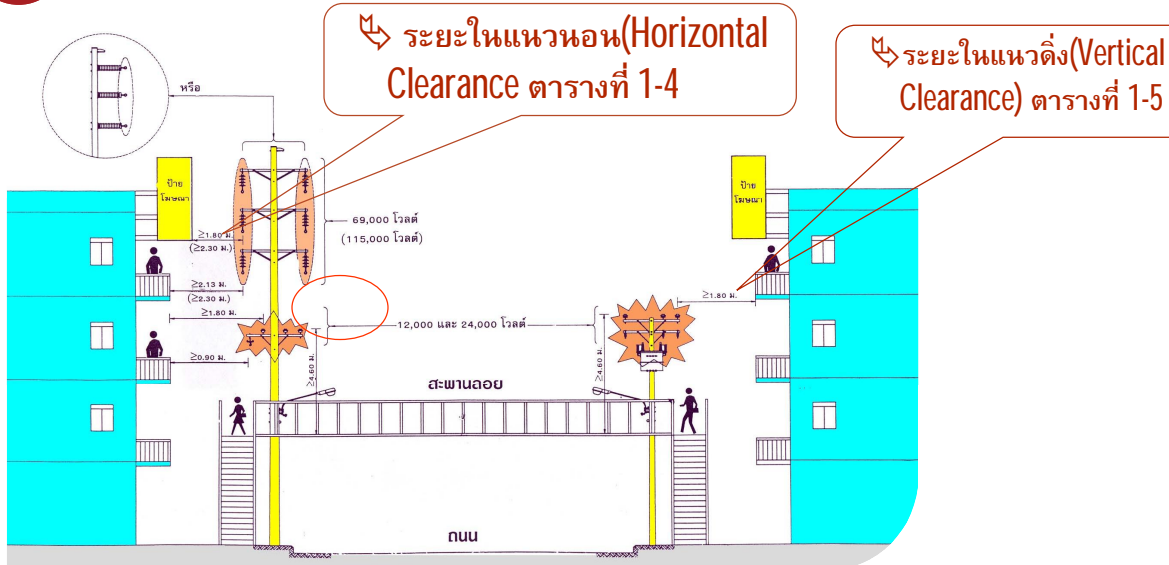 ระยะในแนวนอน(Horizontal
Clearance ตารางที่ 1-4
ระยะในแนวดิ่ง(Vertical
Clearance) ตารางที่ 1-5
หรือ
ป้าย
โฆษณา
ป้าย
โฆษณา
≥1.80 ม.
(≥2.30 ม.)
69,000 โวลต์
(115,000 โวลต์)
≥2.13 ม.
(≥2.30 ม.)
≥1.80 ม.
≥1.80 ม.
12,000 และ 24,000 โวลต์
≥0.90 ม.
≥4.60 ม.
≥4.60 ม.
สะพานลอย
ถนน